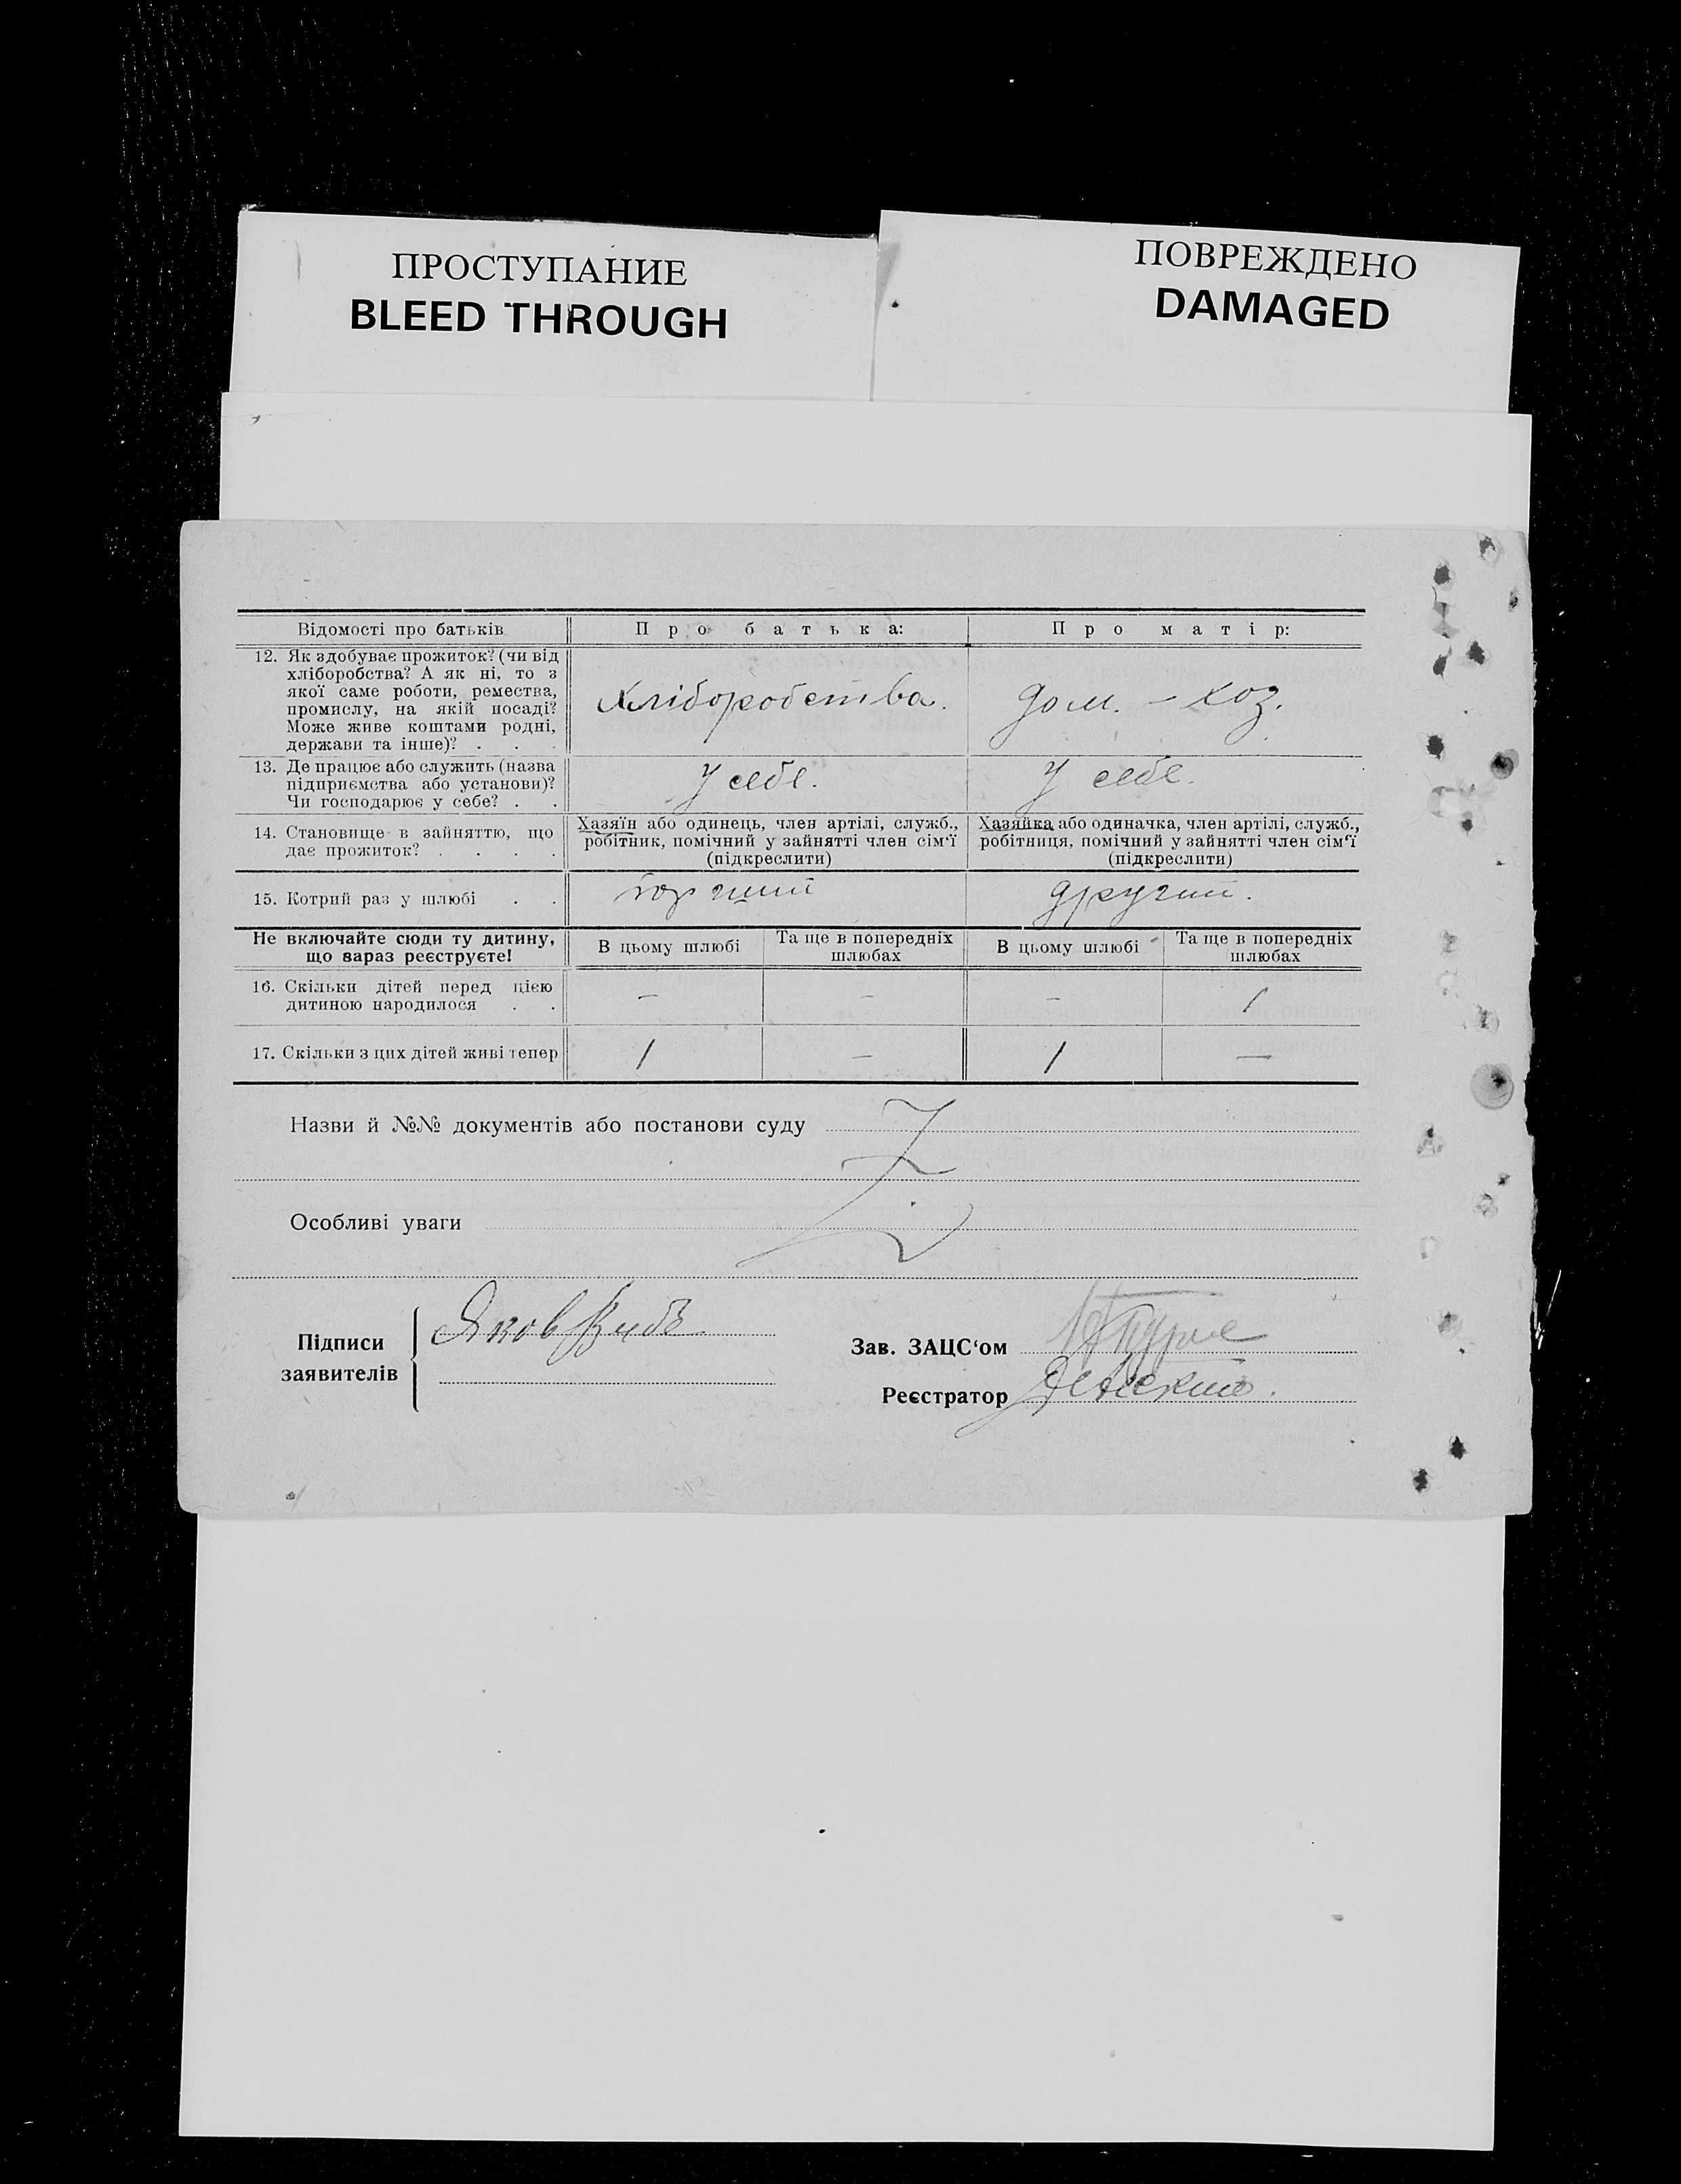 ПРОСТУПАНИЕ
BLEED THROUGH
ПОВРЕЖДЕНО
DAMAGED
Відомості про батьків
Про батька:
Про матір:
12. Як здобуває прожиток? (чи від
хліборобства? А як ні, то з
якої саме роботи, ремества,
промислу, на якій посаді?
Може живе коштами родні,
держави та інше)? . . .
Хліборобства.
дом. - хоз.
13. Де працює або служить (назва
підприємства або установи)?
Чи господарює у себе? . .
У себе.
У себе.
14. Становище в зайняттю, що
дає прожиток? . . . .
Хазяїн або одинець, член артілі, служб.,
робітник, помічний у зайнятті член сім'ї
(підкреслити)
Хазяйка або одиначка, член артілі, служб.,
робітниця, помічний у зайнятті член сім'ї
(підкреслити)
15. Котрий раз у шлюбі . .
другий.
Не включайте сюди ту дитину,
що вараз реєструєте!
В цьому шлюбі
Та ще в попередніх
шлюбах
В цьому шлюбі
Та ще в попередніх
шлюбах
16. Скільки дітей перед цією
дитиною народилося . .
–
–
–
1
17. Скільки з цих дітей живі тепер
1
–
1
–
Назви й №№ документів або постанови суду
Особливі уваги
Підписи
заявителів
Яков
Зав. ЗАЦС'ом
Реєстратор